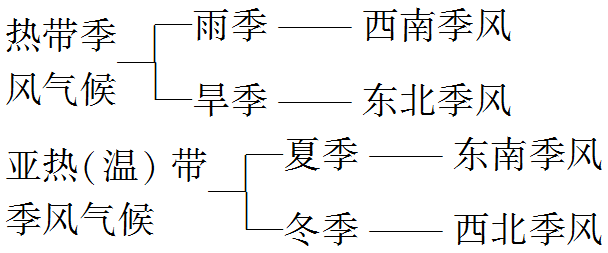 热带季风气候
雨季 —— 西南季风
旱季 —— 东北季风
亚热(温)带季风气候
夏季 —— 东南季风
冬季 —— 西北季风